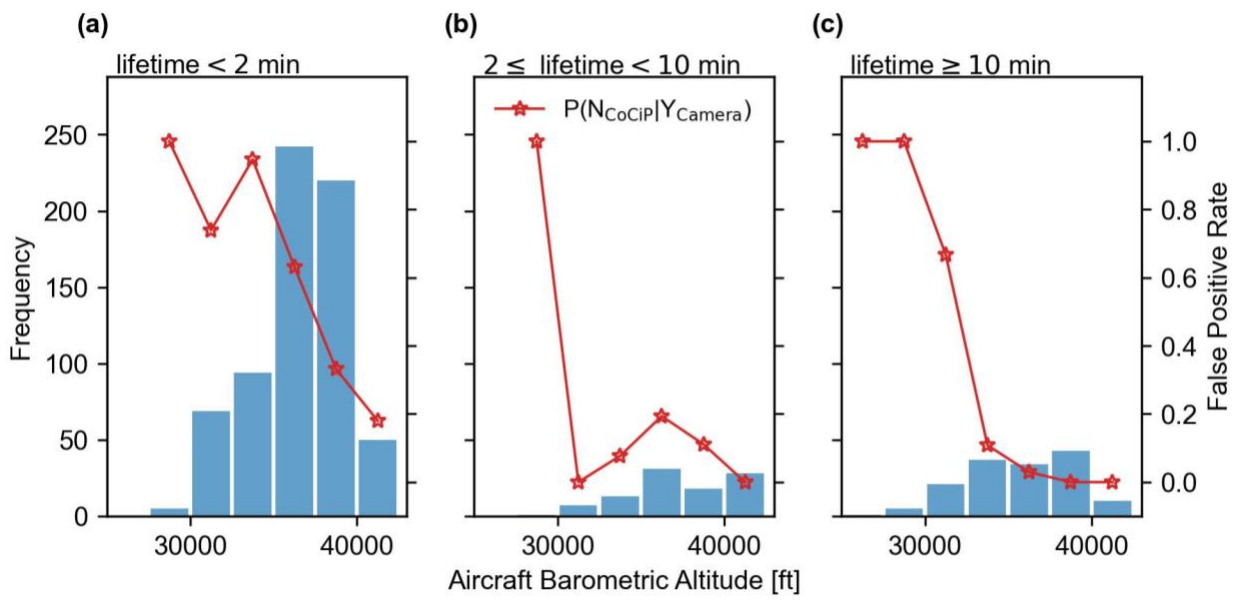 (a)
(b)
(c)
lifetime < 2 min
2 ≤ lifetime < 10 min
lifetime ≥ 10 min
P(N_CoCiP|Y_Camera)
250
200
150
100
50
0
Frequency
1.0
0.8
0.6
0.4
0.2
0.0
False Positive Rate
30000 40000
30000 40000
30000 40000
Aircraft Barometric Altitude [ft]